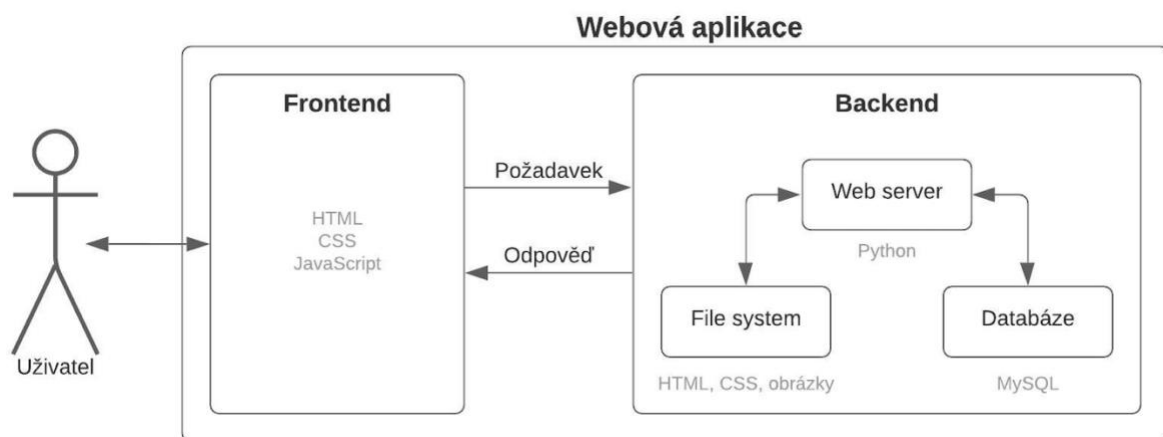 Webová aplikace
Frontend
HTML
CSS
JavaScript
Uživatel
Požadavek
Odpověď
Backend
Web server
Python
File system
HTML, CSS, obrázky
Databáze
MySQL